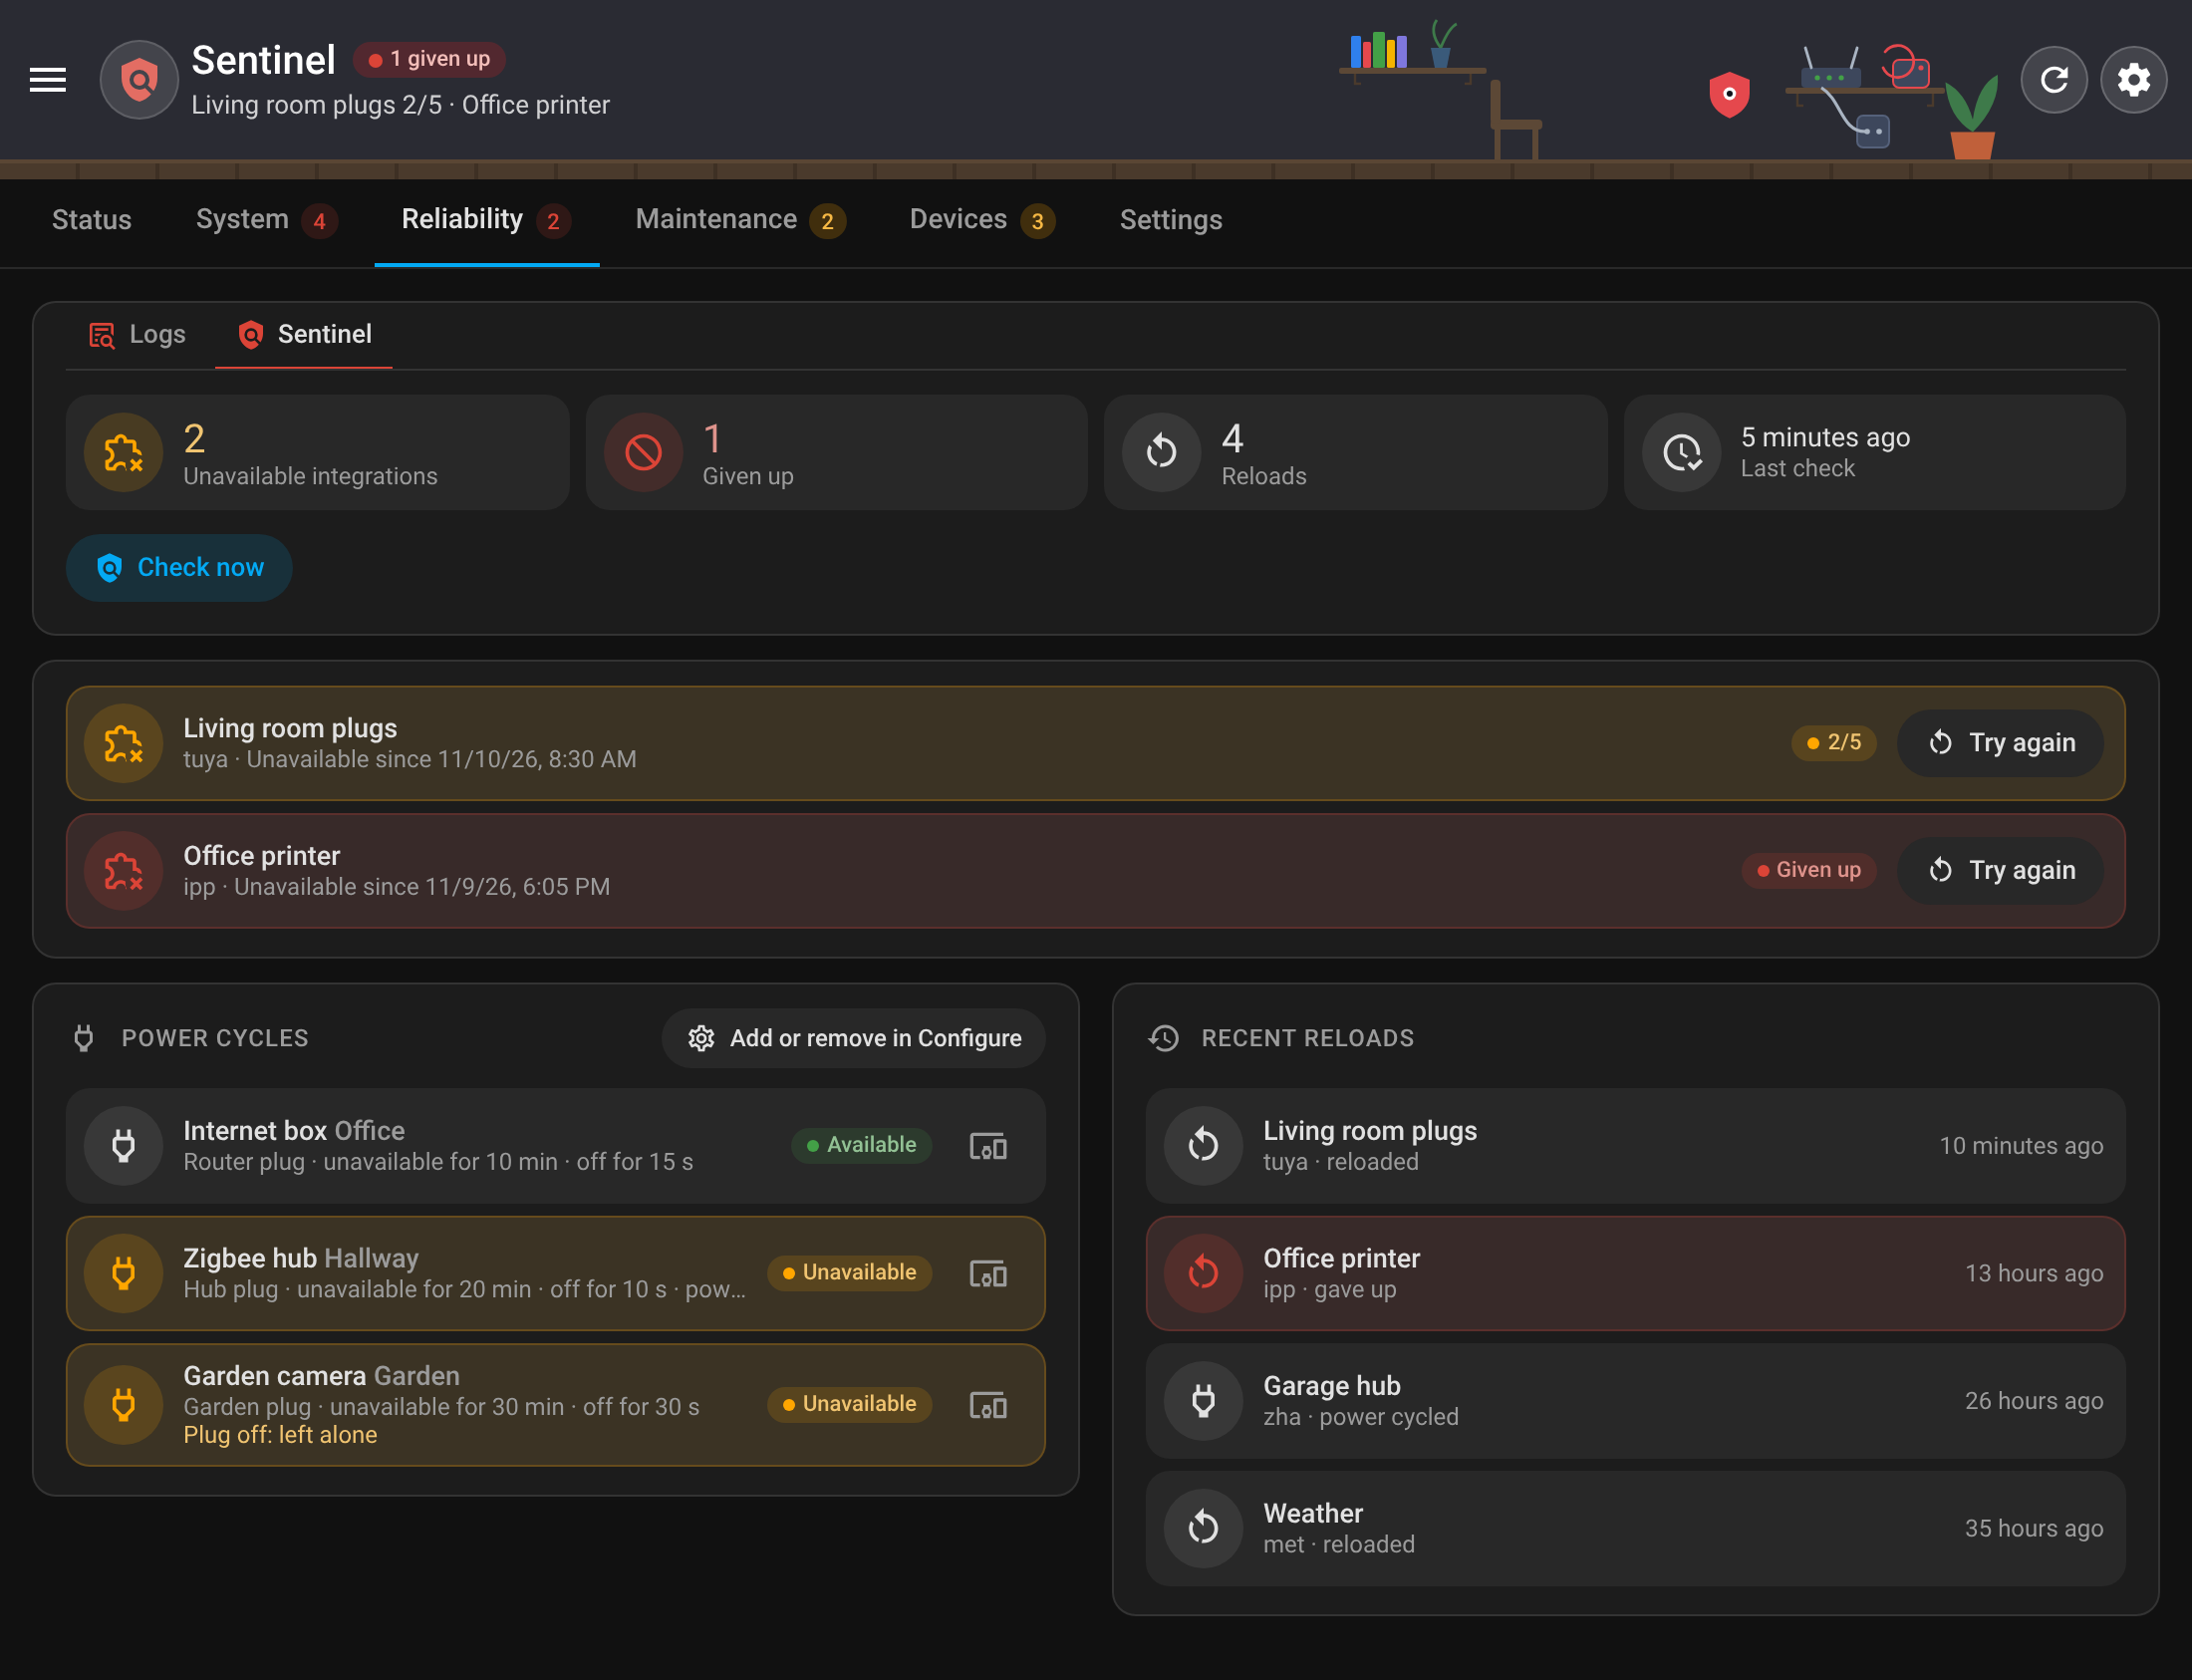 Sentinel
1 given up
Living room plugs 2/5 · Office printer
Status
System 4
Reliability 2
Maintenance 2
Devices 3
Settings
Logs
Sentinel
2
Unavailable integrations
1
Given up
4
Reloads
5 minutes ago
Last check
Check now
Living room plugs
tuya · Unavailable since 11/10/26, 8:30 AM
2/5
Try again
Office printer
ipp · Unavailable since 11/9/26, 6:05 PM
Given up
Try again
POWER CYCLES
Add or remove in Configure
Internet box Office
Router plug · unavailable for 10 min · off for 15 s
Available
Zigbee hub Hallway
Hub plug · unavailable for 20 min · off for 10 s · pow...
Unavailable
Garden camera Garden
Garden plug · unavailable for 30 min · off for 30 s
Plug off: left alone
Unavailable
RECENT RELOADS
Living room plugs
tuya · reloaded
10 minutes ago
Office printer
ipp · gave up
13 hours ago
Garage hub
zha · power cycled
26 hours ago
Weather
met · reloaded
35 hours ago